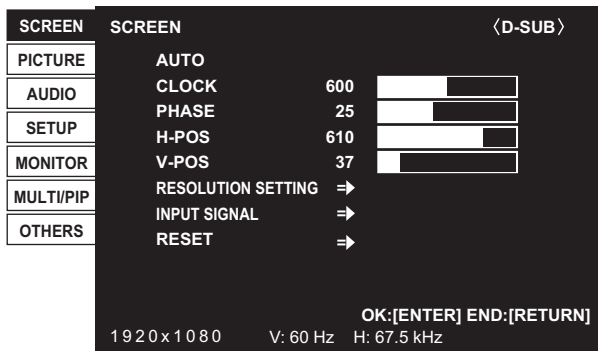 SCREEN
PICTURE
AUDIO
SETUP
MONITOR
MULTI/PIP
OTHERS
SCREEN 〈D-SUB〉
AUTO
CLOCK 600
PHASE 25
H-POS 610
V-POS 37
RESOLUTION SETTING
INPUT SIGNAL
RESET
OK:[ENTER] END:[RETURN]
1920x1080 V: 60 Hz H: 67.5 kHz